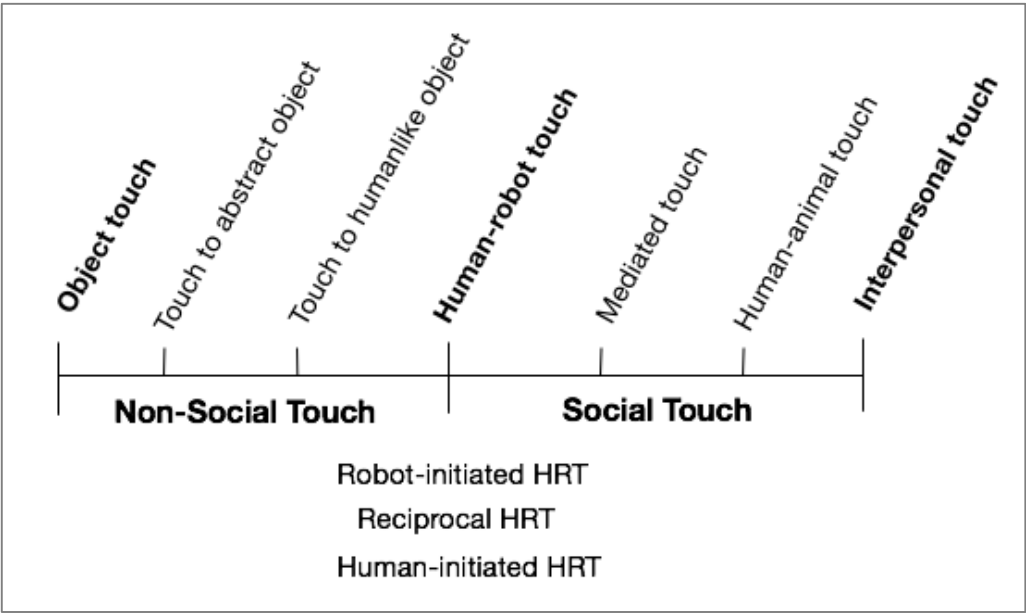 Object touch
Touch to abstract object
Touch to humanlike object
Human-robot touch
Mediated touch
Human-animal touch
Interpersonal touch
Non-Social Touch
Social Touch
Robot-initiated HRT
Reciprocal HRT
Human-initiated HRT